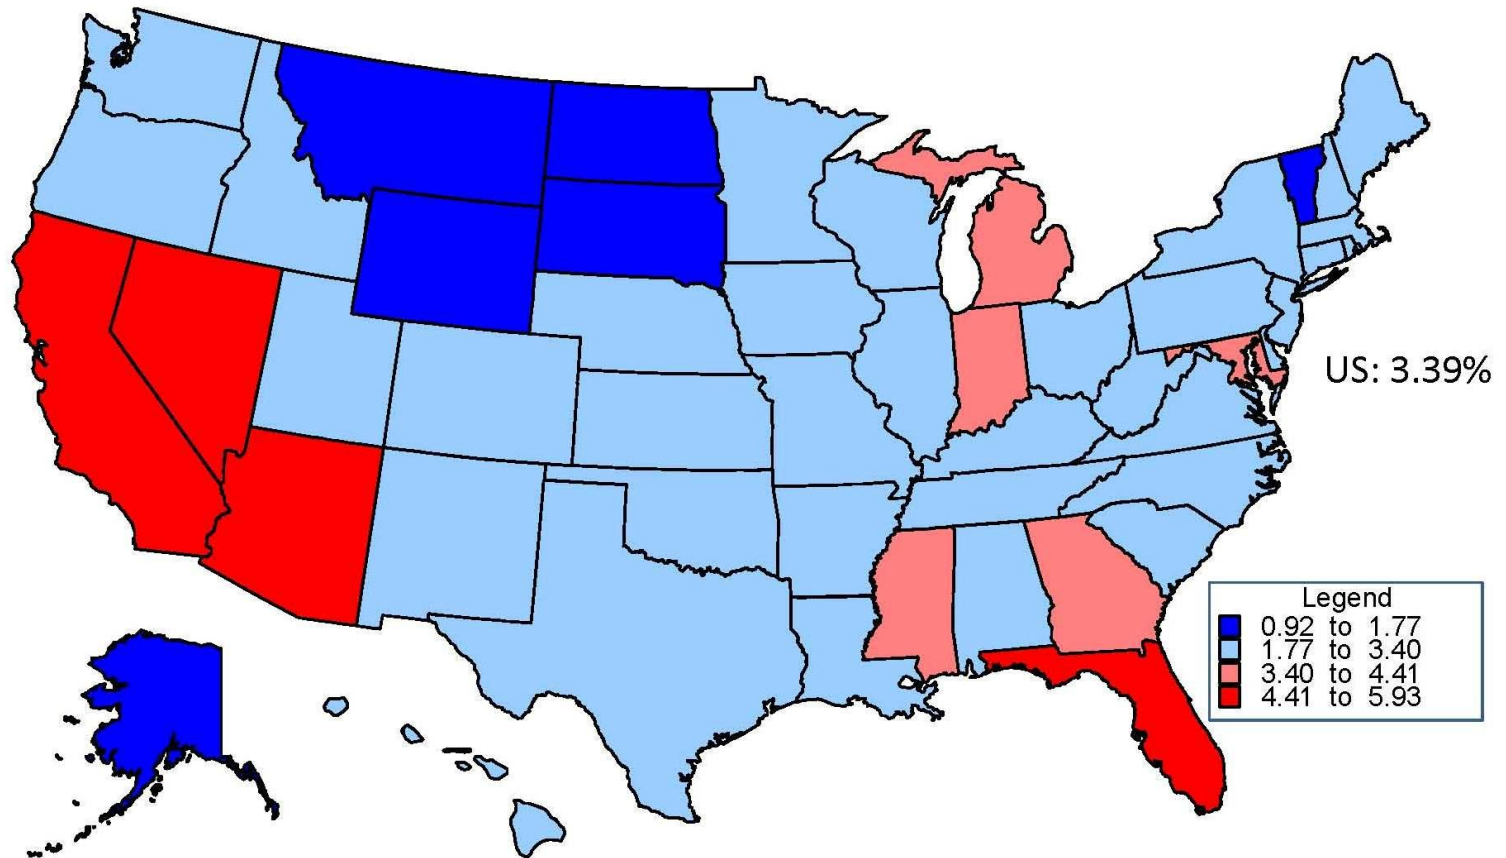 US: 3.39%
Legend
0.92 to 1.77
1.77 to 3.40
3.40 to 4.41
4.41 to 5.93